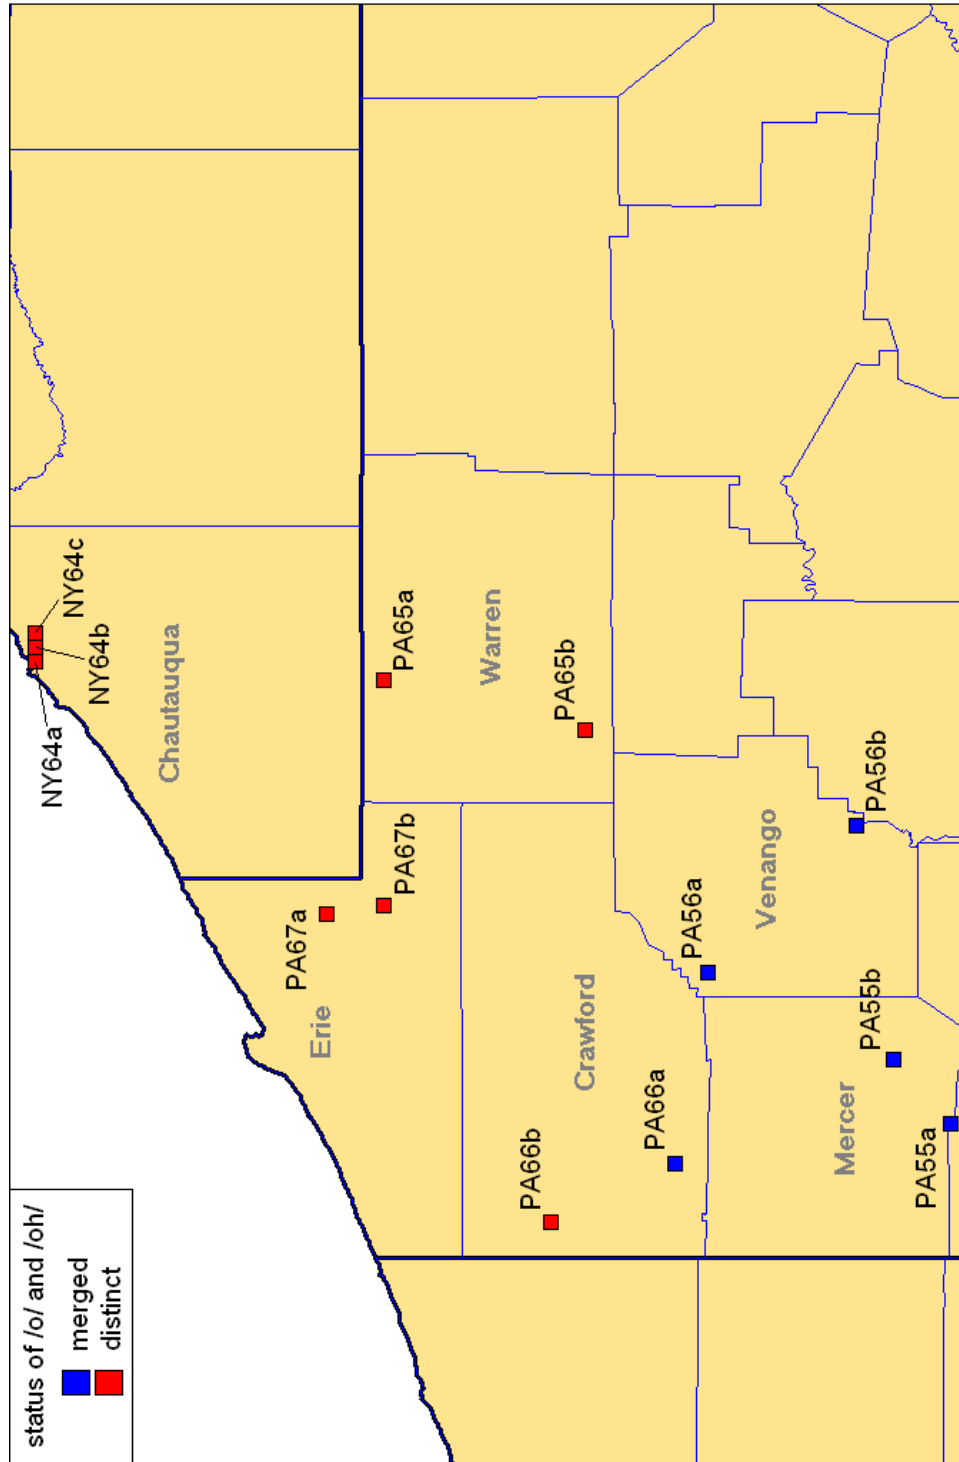 status of /o/ and /oh/
merged
distinct
NY64a
NY64b
NY64c
Chautauqua
PA67a
Erie
PA67b
PA65a
Warren
PA65b
PA66b
Crawford
PA66a
PA56a
Venango
PA56b
Mercer
PA55b
PA55a